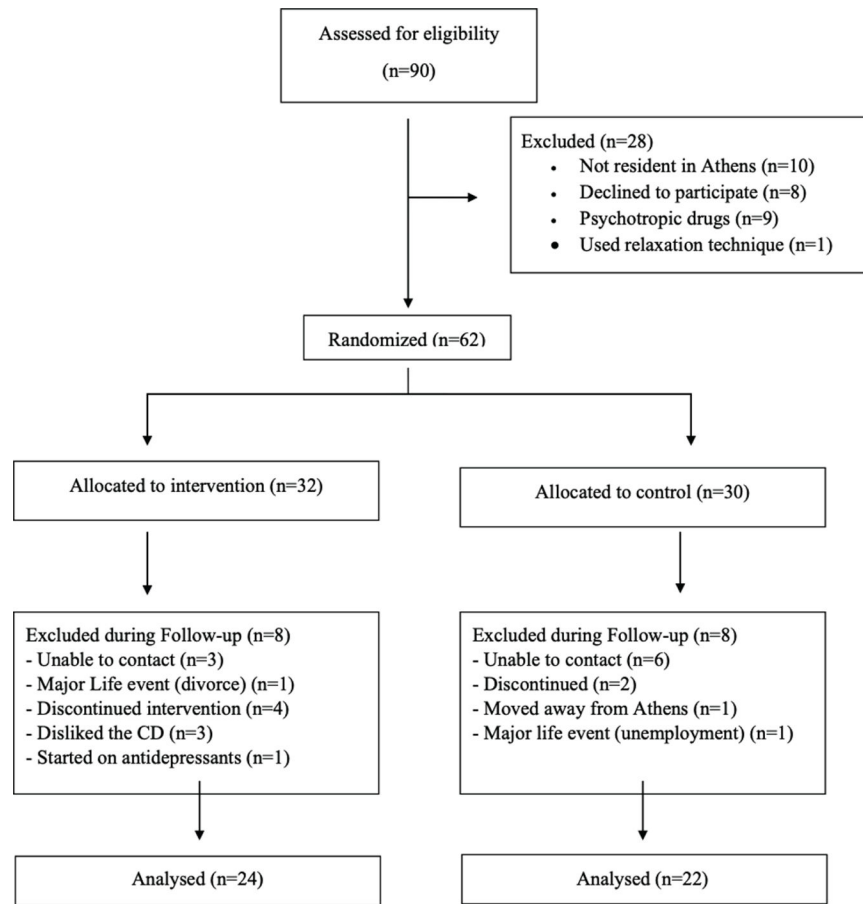 Assessed for eligibility
(n=90)
Excluded (n=28)
• Not resident in Athens (n=10)
• Declined to participate (n=8)
• Psychotropic drugs (n=9)
● Used relaxation technique (n=1)
Randomized (n=62)
Allocated to intervention (n=32)
Allocated to control (n=30)
Excluded during Follow-up (n=8)
- Unable to contact (n=3)
- Major Life event (divorce) (n=1)
- Discontinued intervention (n=4)
- Disliked the CD (n=3)
- Started on antidepressants (n=1)
Excluded during Follow-up (n=8)
- Unable to contact (n=6)
- Discontinued (n=2)
- Moved away from Athens (n=1)
- Major life event (unemployment) (n=1)
Analysed (n=24)
Analysed (n=22)